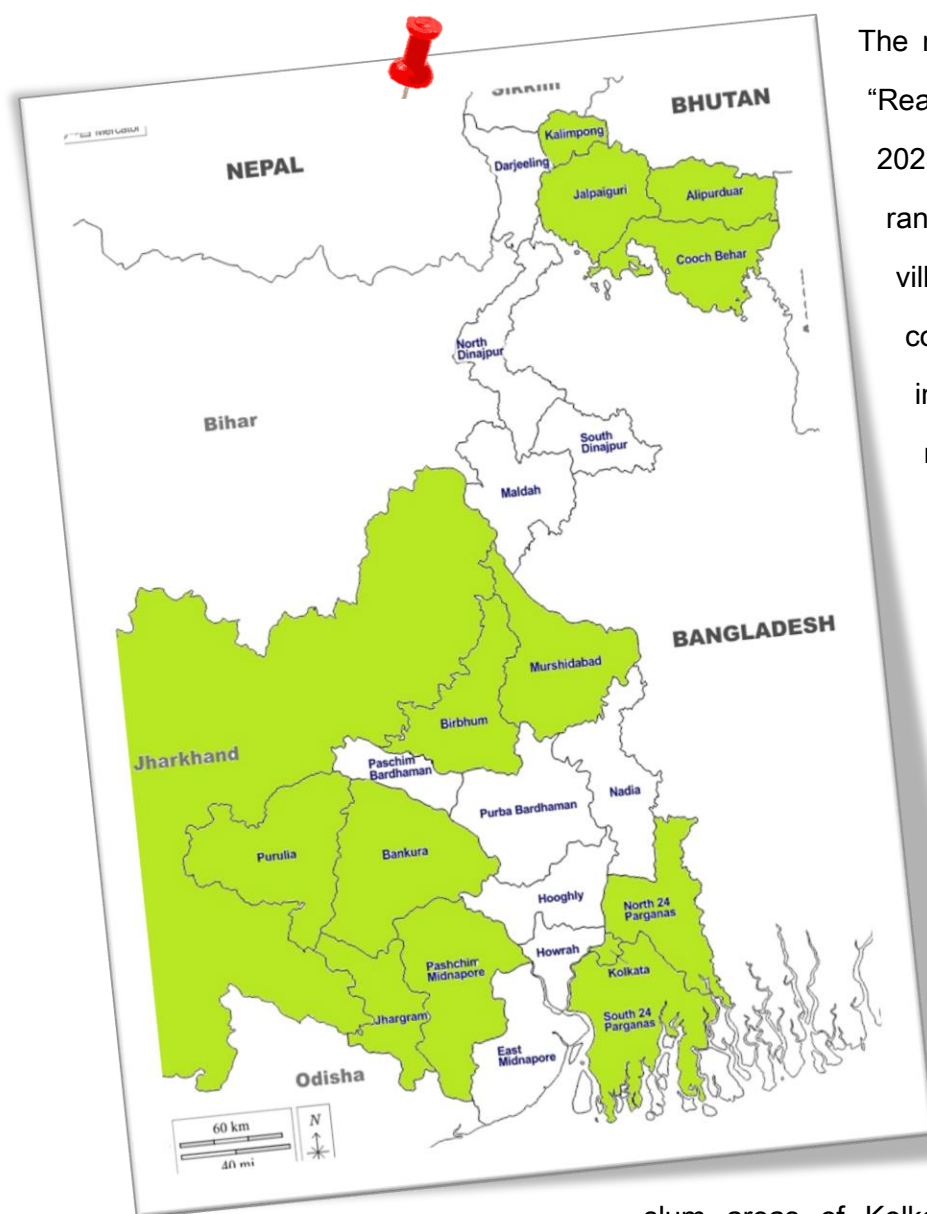 The
“Rea
202
ran
vill
co
in
BHUTAN
Kalimpong
NEPAL
Darjeeling
Jalpaiguri
Alipurduar
Cooch Behar
North
Dinajpur
Bihar
South
Dinajpur
Maldah
BANGLADESH
Murshidabad
Birbhum
Jharkhand
Paschim
Bardhaman
Purba Bardhaman
Nadia
Purulia
Bankura
Hooghly
North 24
Parganas
Howrah
Pashchim
Midnapore
Kolkata
Jhargram
South 24
Parganas
East
Midnapore
Odisha
60 km
N
40 mi
areas of Kolk